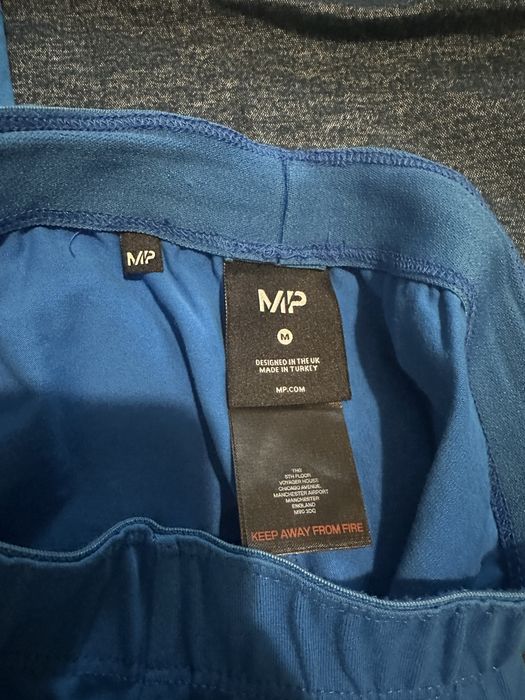 MP
MP
M
DESIGNED IN THE UK
MADE IN TURKEY
MP.COM
THG
5TH FLOOR
VOYAGER HOUSE
CHICAGO AVENUE,
MANCHESTER AIRPORT
MANCHESTER
ENGLAND
M90 3DQ
KEEP AWAY FROM FIRE